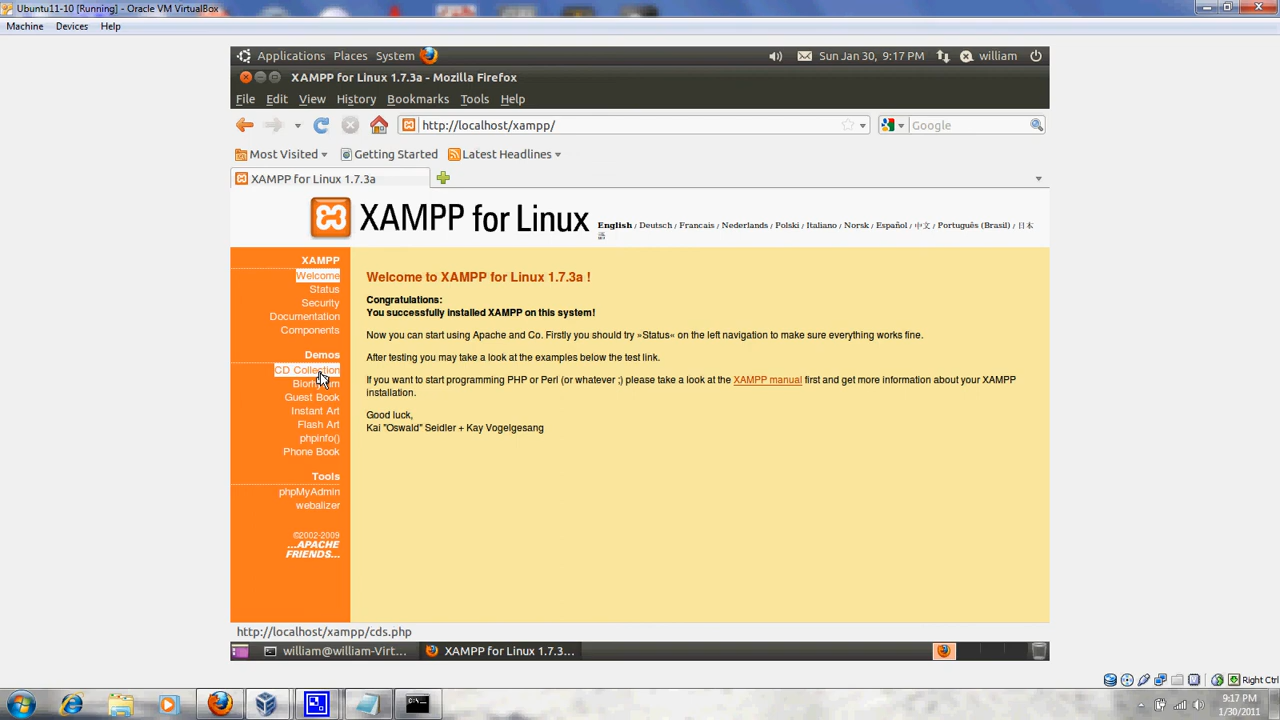 Ubuntu11-10 [Running] - Oracle VM VirtualBox
Machine Devices Help
Applications Places System Sun Jan 30, 9:17 PM william
XAMPP for Linux 1.7.3a - Mozilla Firefox
File Edit View History Bookmarks Tools Help
http://localhost/xampp/ Google
Most Visited Getting Started Latest Headlines
XAMPP for Linux 1.7.3a
XAMPP for Linux
English / Deutsch / Francais / Nederlands / Polski / Italiano / Norsk / Español / 中文 / Português (Brasil) / 日本
語
XAMPP
Welcome
Status
Security
Documentation
Components
Demos
CD Collection
Guest Book
Instant Art
Flash Art
phpinfo()
Phone Book
Tools
phpMyAdmin
webalizer
©2002-2009
...APACHE
FRIENDS...
Welcome to XAMPP for Linux 1.7.3a !
Congratulations:
You successfully installed XAMPP on this system!
Now you can start using Apache and Co. Firstly you should try »Status« on the left navigation to make sure everything works fine.
After testing you may take a look at the examples below the test link.
If you want to start programming PHP or Perl (or whatever ;) please take a look at the XAMPP manual first and get more information about your XAMPP
installation.
Good luck,
Kai "Oswald" Seidler + Kay Vogelgesang
http://localhost/xampp/cds.php
william@william-Virt... XAMPP for Linux 1.7.3...
Right Ctrl
9:17 PM
1/30/2011